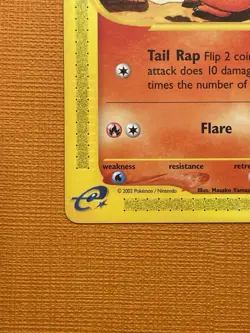 Tail Rap Flip 2 coi
attack does 10 damag
times the number of
Flare
weakness resistance retre
e
© 2002 Pokémon / Nintendo. Illus. Masako Yama